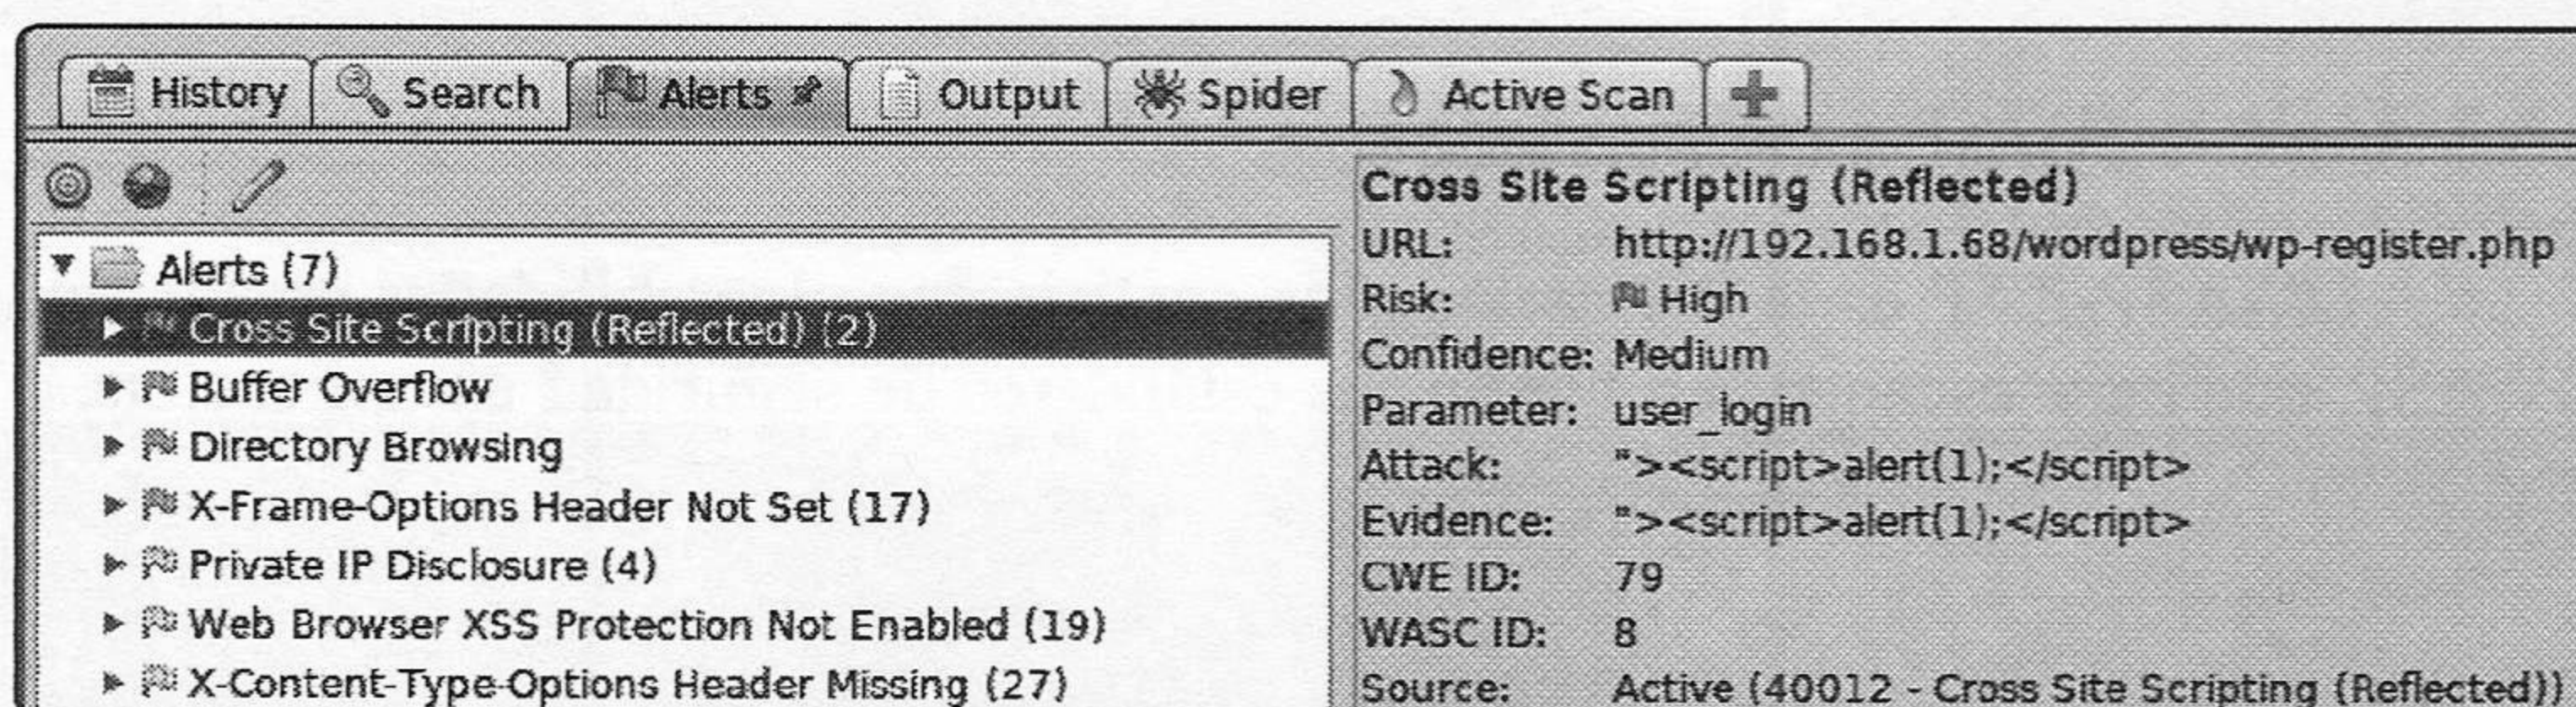 History Search Alerts Output Spider Active Scan
Alerts (7)
Cross Site Scripting (Reflected) (2)
Buffer Overflow
Directory Browsing
X-Frame-Options Header Not Set (17)
Private IP Disclosure (4)
Web Browser XSS Protection Not Enabled (19)
X-Content-Type-Options Header Missing (27)
Cross Site Scripting (Reflected)
URL: http://192.168.1.68/wordpress/wp-register.php
Risk: High
Confidence: Medium
Parameter: user_login
Attack: "><script>alert(1);</script>
Evidence: "><script>alert(1);</script>
CWE ID: 79
WASC ID: 8
Source: Active (40012 - Cross Site Scripting (Reflected))